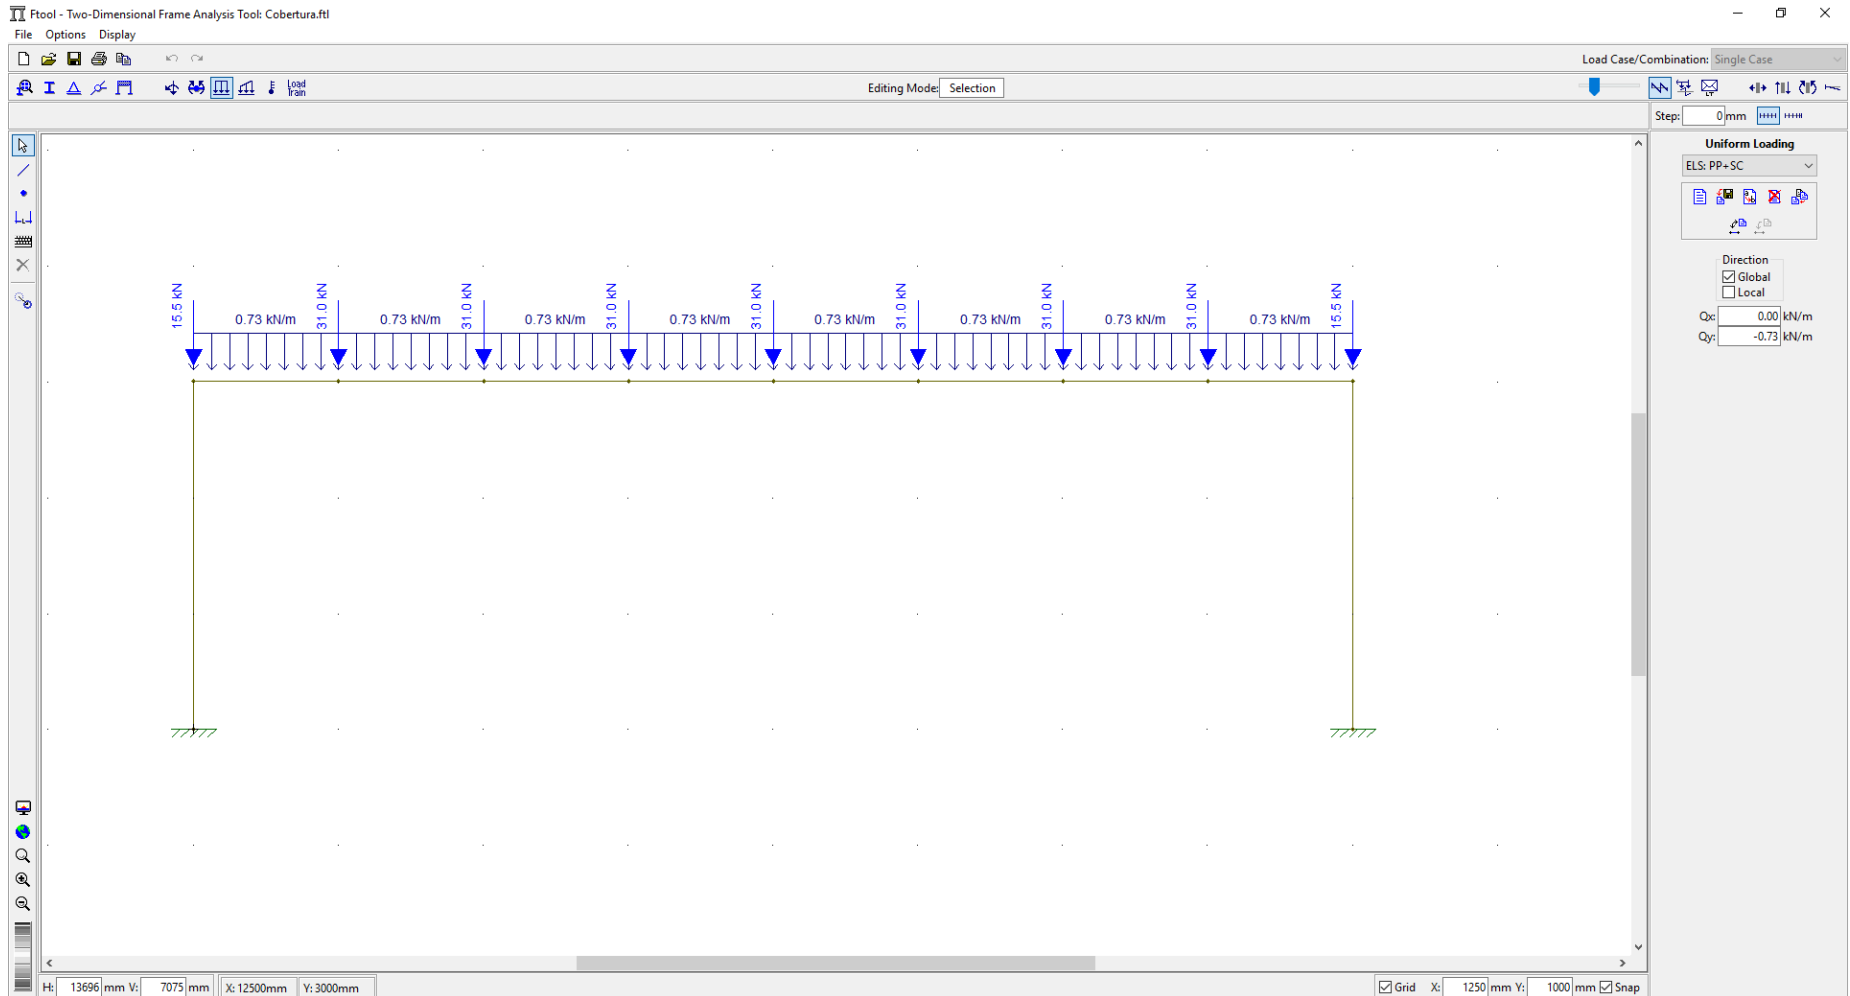 Ftool - Two-Dimensional Frame Analysis Tool: Cobertura.ftl
File Options Display
Load Case/Combination: Single Case
Load Train
Editing Mode: Selection
Step: 0 mm
Uniform Loading
ELS: PP+SC
Direction
Global
Local
Qx: 0.00 kN/m
Qy: -0.73 kN/m
15.5 kN 31.0 kN 31.0 kN 31.0 kN 31.0 kN 31.0 kN 31.0 kN 31.0 kN 15.5 kN
0.73 kN/m 0.73 kN/m 0.73 kN/m 0.73 kN/m 0.73 kN/m 0.73 kN/m 0.73 kN/m 0.73 kN/m
H: 13696 mm V: 7075 mm X: 12500mm Y: 3000mm Grid X: 1250 mm Y: 1000 mm Snap